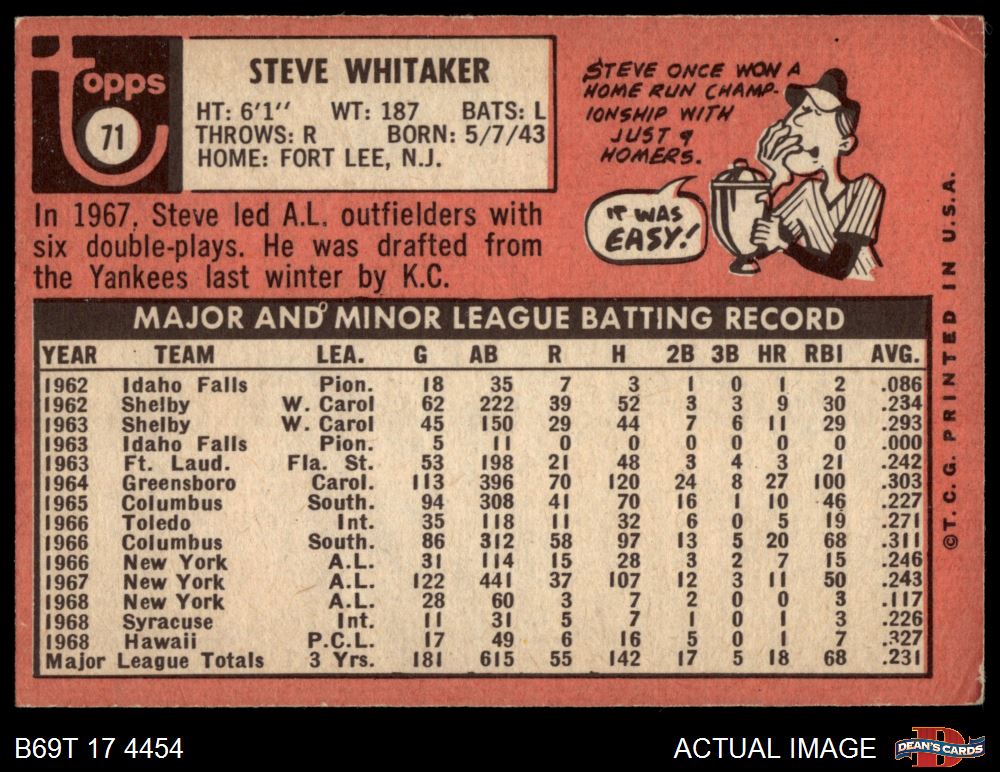 Topps
71
STEVE WHITAKER
HT: 6'1'' WT: 187 BATS: L
THROWS: R BORN: 5/7/43
HOME: FORT LEE, N.J.
In 1967, Steve led A.L. outfielders with
six double-plays. He was drafted from
the Yankees last winter by K.C.
STEVE ONCE WON A
HOME RUN CHAMP-
IONSHIP WITH
JUST 9
HOMERS.
IT WAS
EASY!
MAJOR AND MINOR LEAGUE BATTING RECORD
YEAR TEAM LEA. G AB R H 2B 3B HR RBI AVG.
1962 Idaho Falls Pion. 18 35 7 3 1 0 1 2 .086
1962 Shelby W. Carol 62 222 39 52 3 3 9 30 .234
1963 Shelby W. Carol 45 150 29 44 7 6 11 29 .293
1963 Idaho Falls Pion. 5 11 0 0 0 0 0 0 .000
1963 Ft. Laud. Fla. St. 53 198 21 48 3 4 3 21 .242
1964 Greensboro Carol. 113 396 70 120 24 8 27 100 .303
1965 Columbus South. 94 308 41 70 16 1 10 46 .227
1966 Toledo Int. 35 118 11 32 6 0 5 19 .271
1966 Columbus South. 86 312 58 97 13 5 20 68 .311
1966 New York A.L. 31 114 15 28 3 2 7 15 .246
1967 New York A.L. 122 441 37 107 12 3 11 50 .243
1968 New York A.L. 28 60 3 7 2 0 0 3 .117
1968 Syracuse Int. 11 31 5 7 1 0 1 3 .226
1968 Hawaii P.C.L. 17 49 6 16 5 0 1 7 .327
Major League Totals 3 Yrs. 181 615 55 142 17 5 18 68 .231
©T.C.G. PRINTED IN U.S.A.
B69T 17 4454
ACTUAL IMAGE
D
DEAN'S CARDS